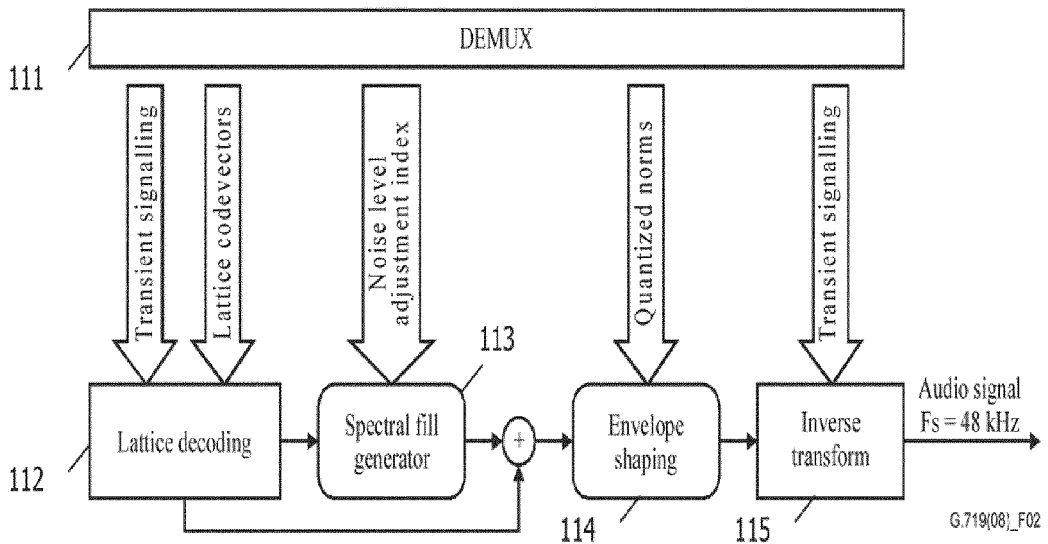 DEMUX
111
Transient signalling
Lattice codevectors
Noise level
adjustment index
Quantized norms
Transient signalling
113
Lattice decoding
Spectral fill
generator
+
Envelope
shaping
Inverse
transform
Audio signal
Fs = 48 kHz
112
114
115
G.719(08)_F02